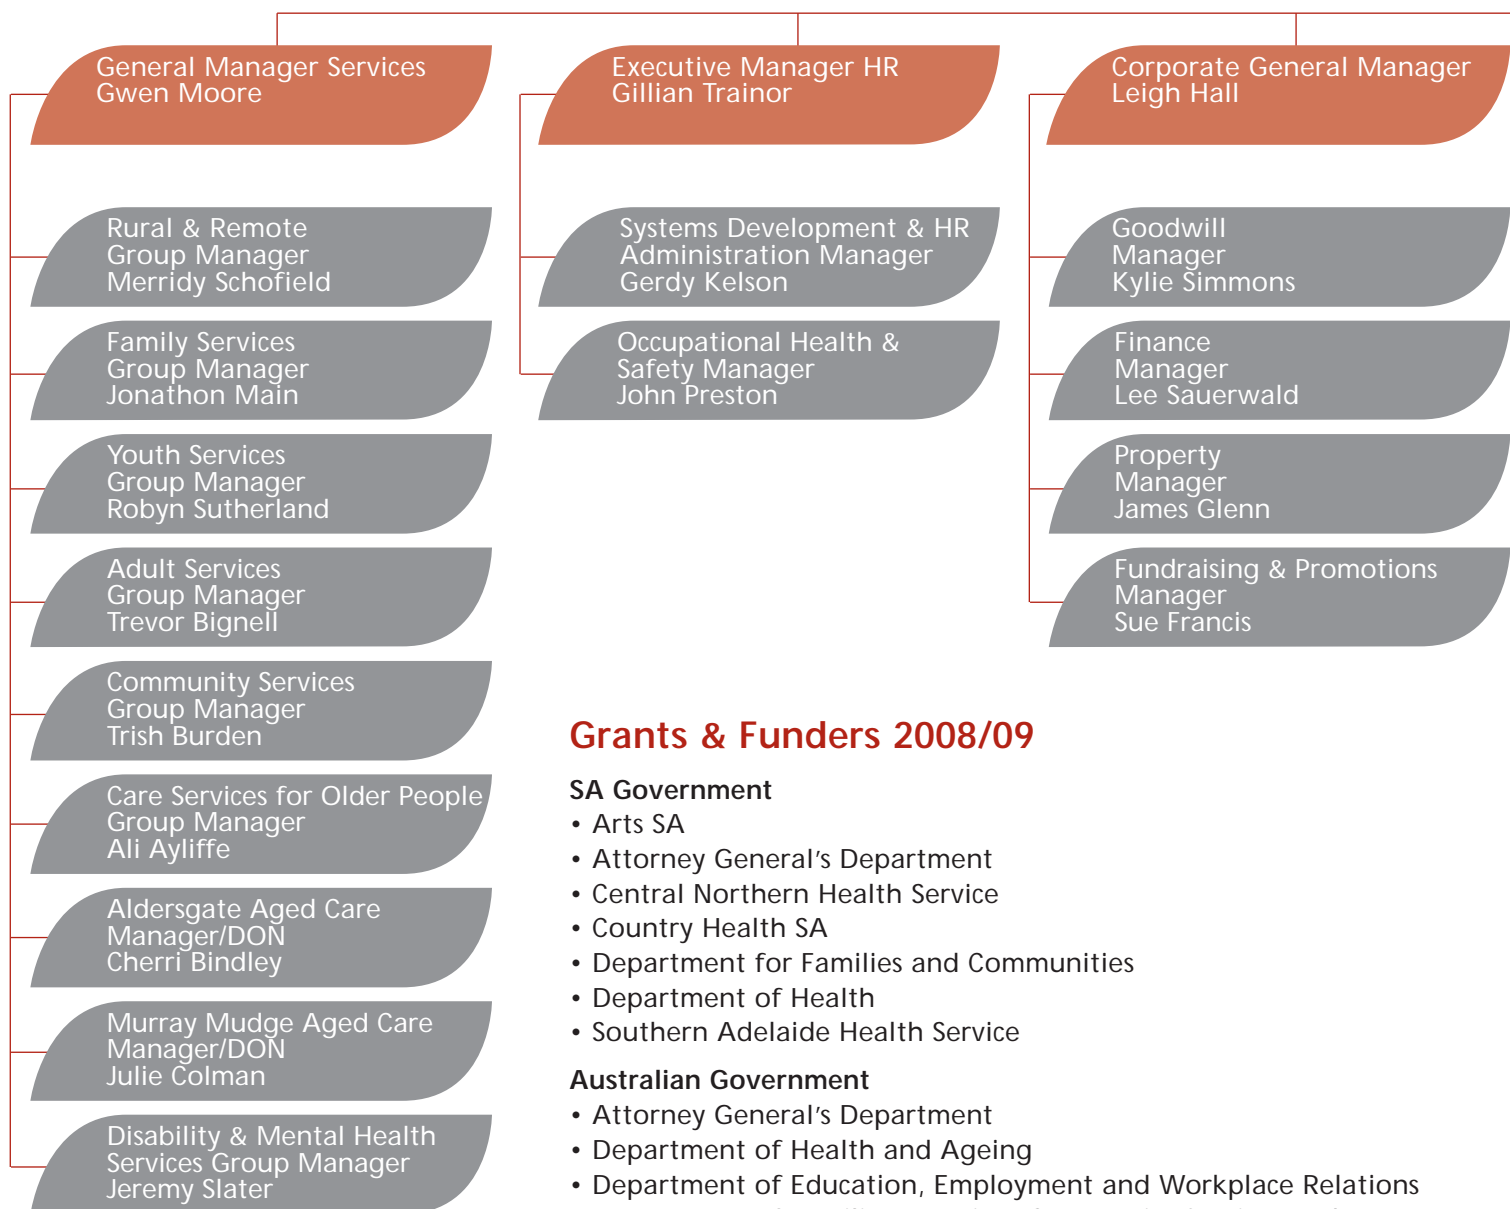 General Manager Services
Gwen Moore
Rural & Remote
Group Manager
Merridy Schofield
Family Services
Group Manager
Jonathon Main
Youth Services
Group Manager
Robyn Sutherland
Adult Services
Group Manager
Trevor Bignell
Community Services
Group Manager
Trish Burden
Care Services for Older People
Group Manager
Ali Ayliffe
Aldersgate Aged Care
Manager/DON
Cherri Bindley
Murray Mudge Aged Care
Manager/DON
Julie Colman
Disability & Mental Health
Services Group Manager
Jeremy Slater
Executive Manager HR
Gillian Trainor
Systems Development & HR
Administration Manager
Gerdy Kelson
Occupational Health &
Safety Manager
John Preston
Corporate General Manager
Leigh Hall
Goodwill
Manager
Kylie Simmons
Finance
Manager
Lee Sauerwald
Property
Manager
James Glenn
Fundraising & Promotions
Manager
Sue Francis
Grants & Funders 2008/09
SA Government
• Arts SA
• Attorney General's Department
• Central Northern Health Service
• Country Health SA
• Department for Families and Communities
• Department of Health
• Southern Adelaide Health Service
Australian Government
• Attorney General's Department
• Department of Health and Ageing
• Department of Education, Employment and Workplace Relations